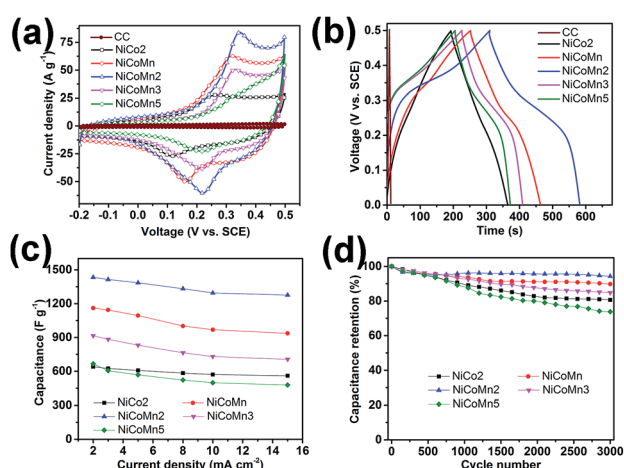 (a)
Current density (A g⁻¹)
75
50
25
0
-25
-50
-0.2 -0.1 0.0 0.1 0.2 0.3 0.4 0.5
Voltage (V vs. SCE)
CC
NiCo2
NiCoMn
NiCoMn2
NiCoMn3
NiCoMn5
(b)
Voltage (V vs. SCE)
0.5
0.4
0.3
0.2
0.1
0.0
0 100 200 300 400 500 600
Time (s)
CC
NiCo2
NiCoMn
NiCoMn2
NiCoMn3
NiCoMn5
(c)
Capacitance (F g⁻¹)
1500
1200
900
600
300
0
0 2 4 6 8 10 12 14 16
Current density (mA cm⁻²)
NiCo2 NiCoMn
NiCoMn2 NiCoMn3
NiCoMn5
(d)
Capacitance retention (%)
100
80
60
40
20
0
0 500 1000 1500 2000 2500 3000
Cycle number
NiCo2 NiCoMn
NiCoMn2 NiCoMn3
NiCoMn5